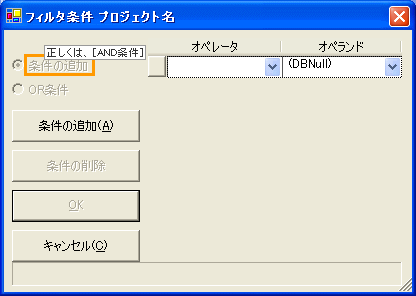 フィルタ条件 プロジェクト名
正しくは、[AND条件]
オペレータ
オペランド
条件の追加
(DBNull)
OR条件
条件の追加(A)
条件の削除
OK
キャンセル(C)